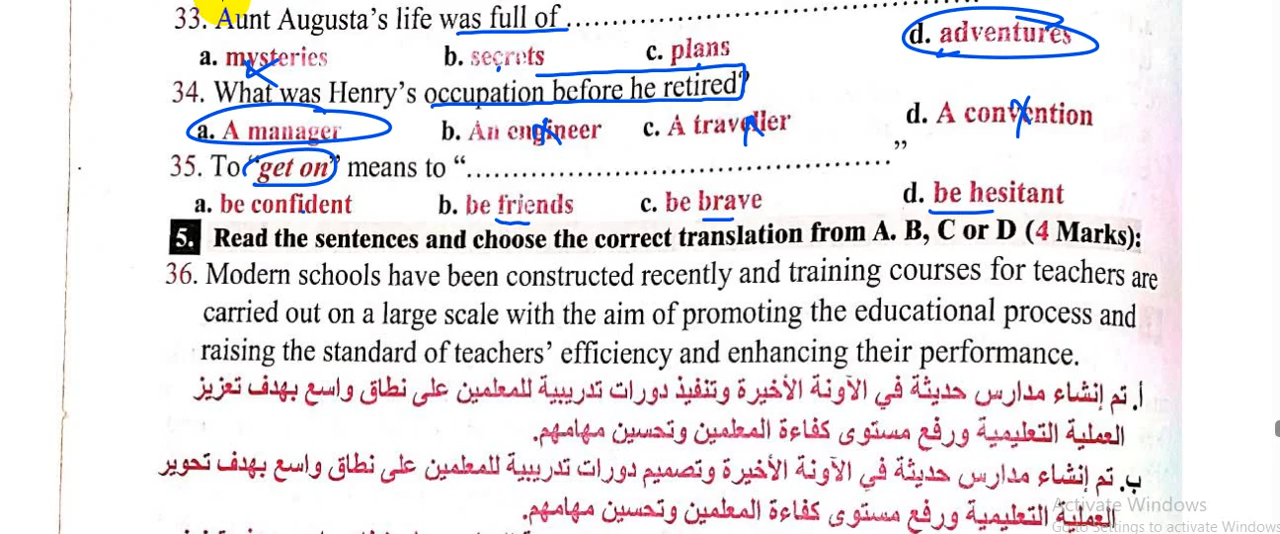 33. Aunt Augusta's life was full of ........................................
a. mysteries b. secrets c. plans d. adventures
34. What was Henry's occupation before he retired?
a. A manager b. An engineer c. A traveller d. A convention
35. To "get on" means to "........................................"
a. be confident b. be friends c. be brave d. be hesitant
5. Read the sentences and choose the correct translation from A. B, C or D (4 Marks):
36. Modern schools have been constructed recently and training courses for teachers are
carried out on a large scale with the aim of promoting the educational process and
raising the standard of teachers' efficiency and enhancing their performance.
أ. تم إنشاء مدارس حديثة في الآونة الأخيرة وتنفيذ دورات تدريبية للمعلمين على نطاق واسع بهدف تعزيز
العملية التعليمية ورفع مستوى كفاءة المعلمين وتحسين مهامهم.
ب. تم إنشاء مدارس حديثة في الآونة الأخيرة وتصميم دورات تدريبية للمعلمين على نطاق واسع بهدف تحوير
العملية التعليمية ورفع مستوى كفاءة المعلمين وتحسين مهامهم.
Activate Windows
Go to Settings to activate Windows